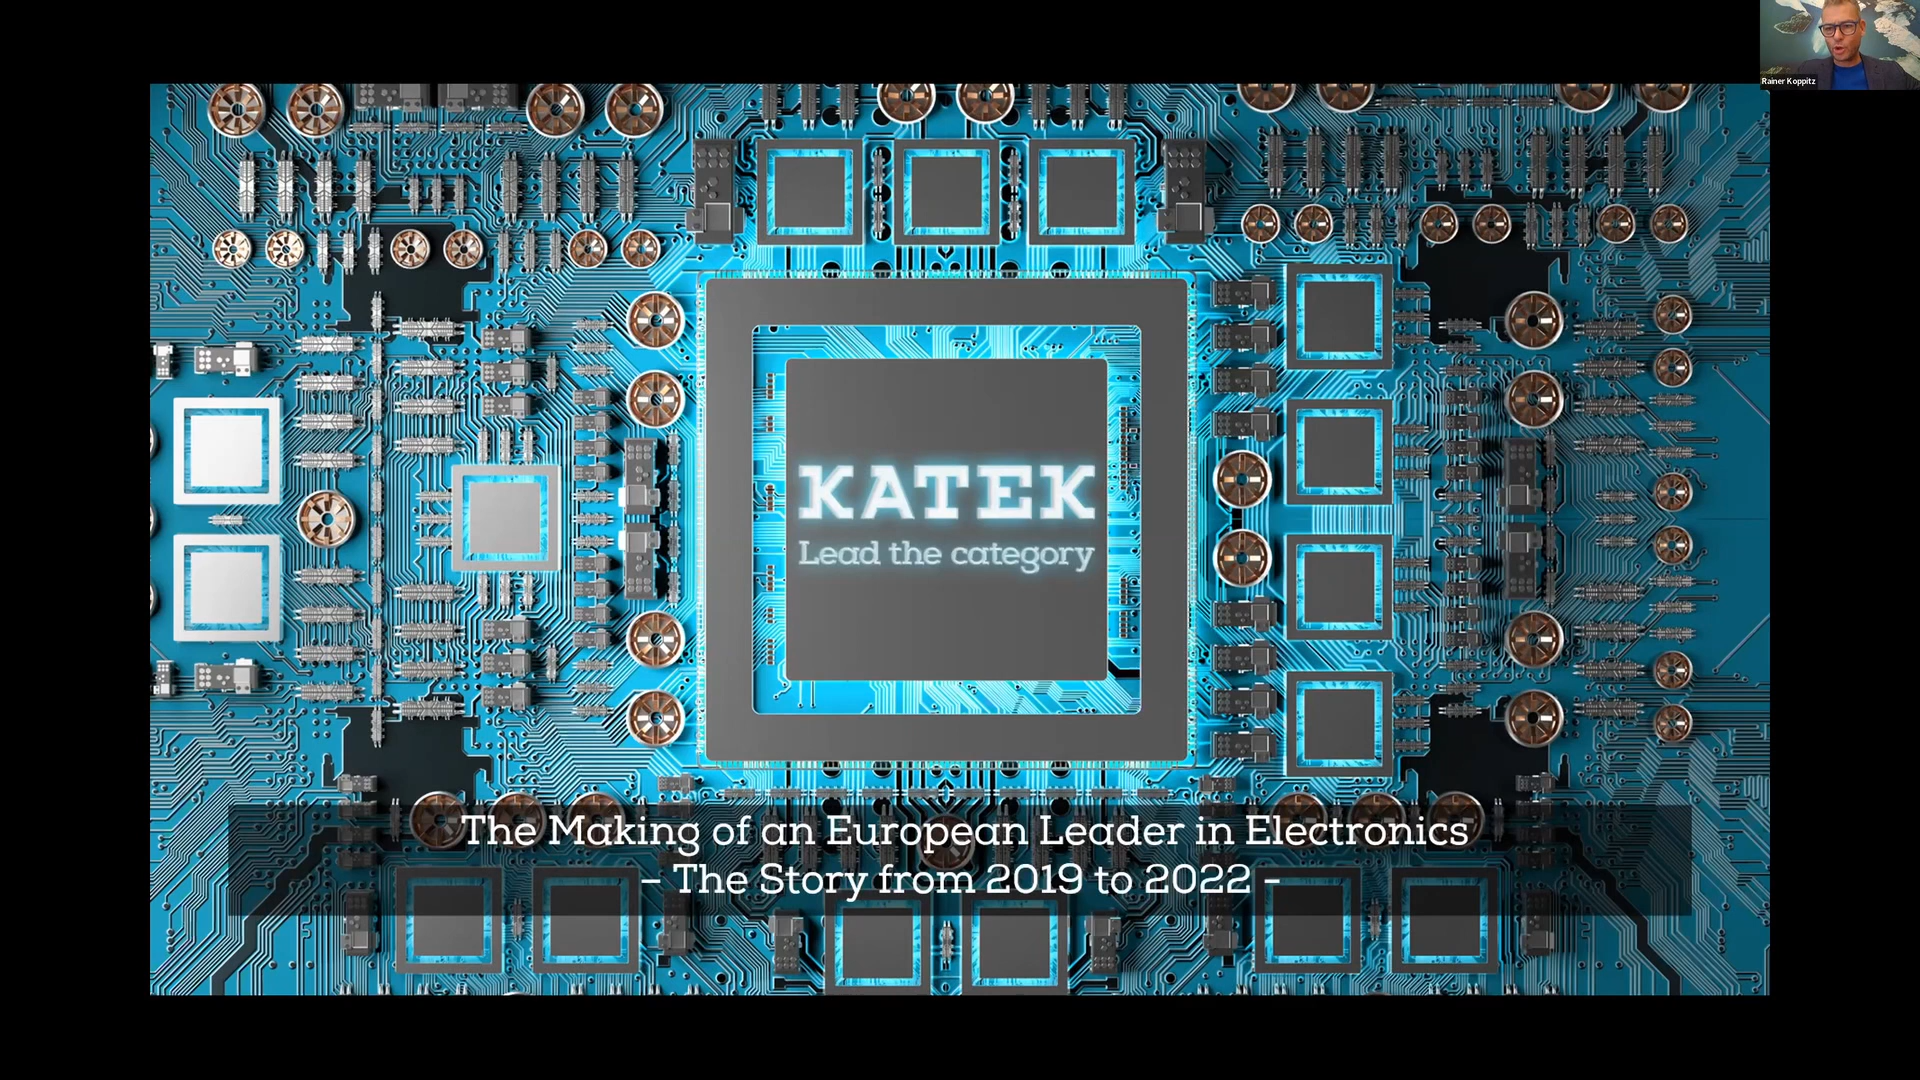 Rainer Koppitz
KATEK
Lead the category
The Making of an European Leader in Electronics
– The Story from 2019 to 2022 -